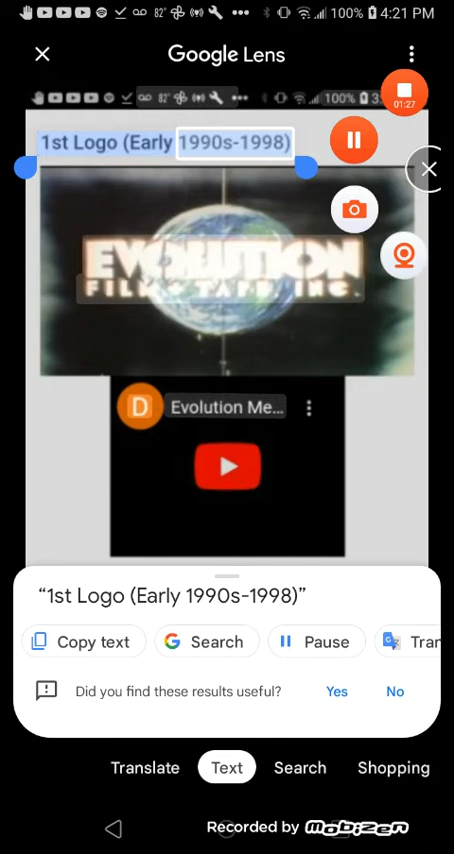 100% 4:21 PM
Google Lens
82° 100% 3:
01:27
1st Logo (Early 1990s-1998)
EVOLUTION
FILM & TAPE, INC.
D Evolution Me...
"1st Logo (Early 1990s-1998)"
Copy text
Search
Pause
Tran
Did you find these results useful?
Yes
No
Translate
Text
Search
Shopping
Recorded by mobizen